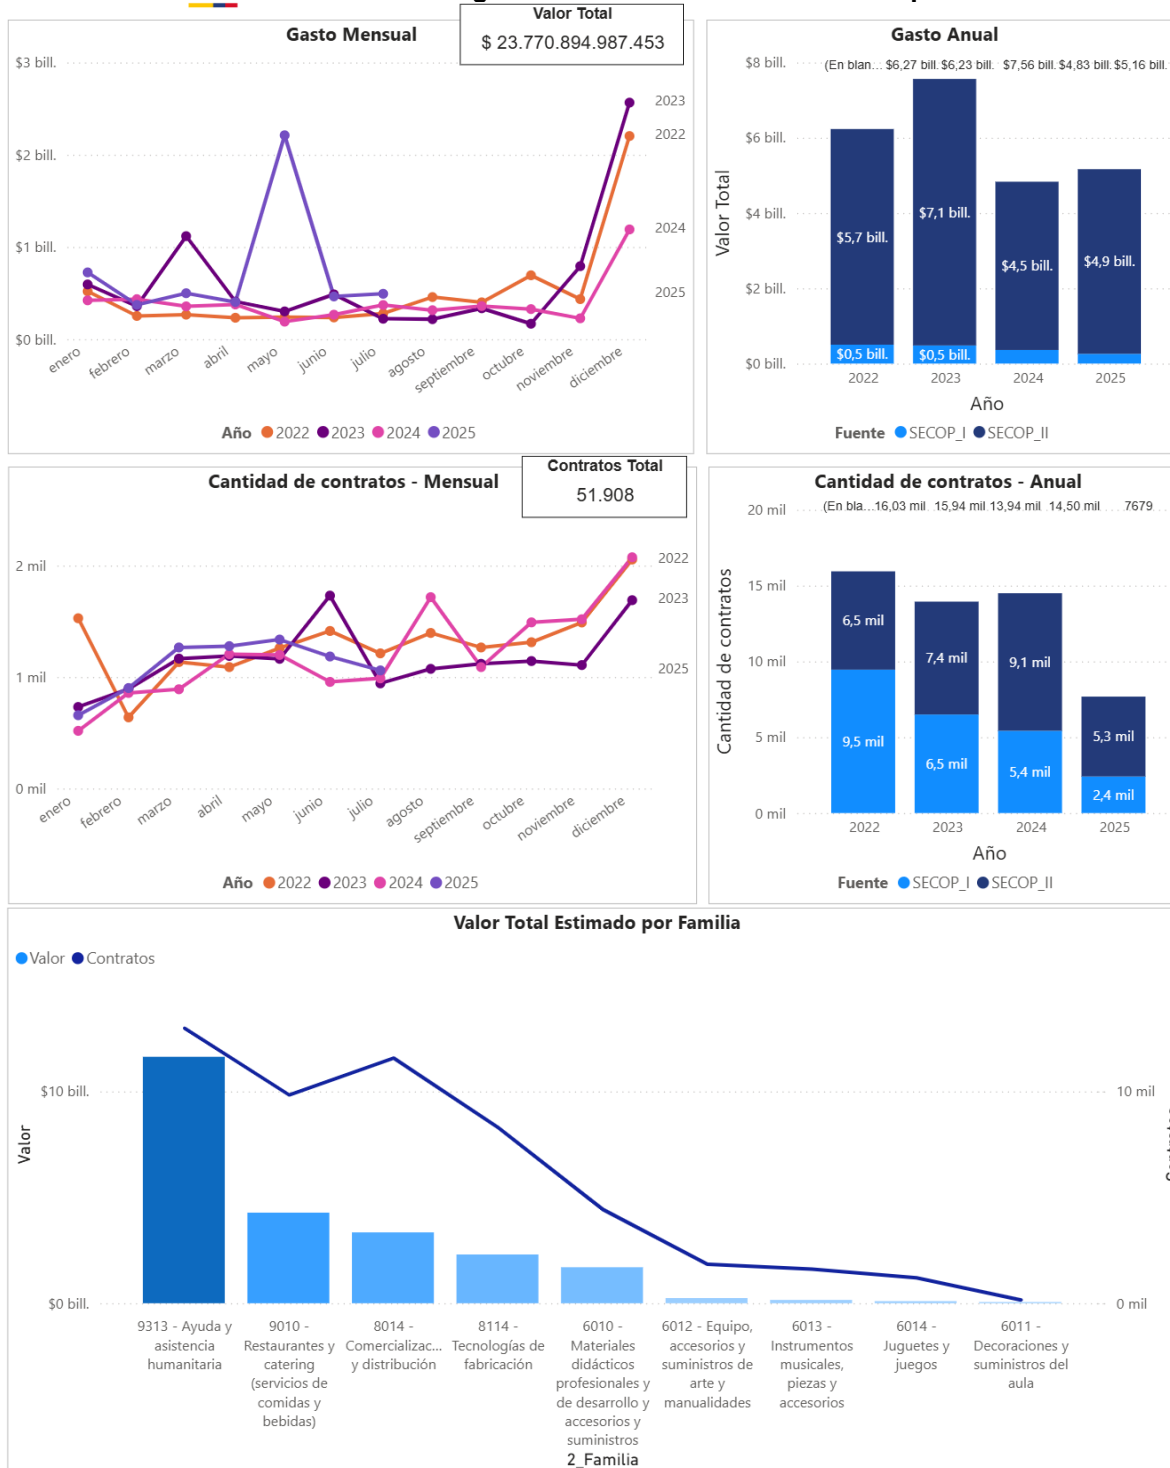 Valor Total
$ 23.770.894.987.453
Gasto Mensual
$3 bill.
$2 bill.
$1 bill.
$0 bill.
2023
2022
2024
2025
enero
febrero
marzo
abril
mayo
junio
julio
agosto
septiembre
octubre
noviembre
diciembre
Año 2022 2023 2024 2025
Gasto Anual
(En blan... $6,27 bill. $6,23 bill. $7,56 bill. $4,83 bill. $5,16 bill.
$8 bill.
$6 bill.
$4 bill.
$2 bill.
$0 bill.
Valor Total
$5,7 bill.
$7,1 bill.
$4,5 bill.
$4,9 bill.
$0,5 bill.
$0,5 bill.
2022 2023 2024 2025
Año
Fuente SECOP_I SECOP_II
Cantidad de contratos - Mensual
Contratos Total
51.908
2 mil
1 mil
0 mil
2022
2023
2025
enero
febrero
marzo
abril
mayo
junio
julio
agosto
septiembre
octubre
noviembre
diciembre
Año 2022 2023 2024 2025
Cantidad de contratos - Anual
(En bla... 16,03 mil 15,94 mil 13,94 mil 14,50 mil 7679
20 mil
15 mil
10 mil
5 mil
0 mil
Cantidad de contratos
6,5 mil
7,4 mil
9,1 mil
5,3 mil
9,5 mil
6,5 mil
5,4 mil
2,4 mil
2022 2023 2024 2025
Año
Fuente SECOP_I SECOP_II
Valor Total Estimado por Familia
Valor Contratos
$10 bill.
$0 bill.
Valor
10 mil
0 mil
9313 - Ayuda y
asistencia
humanitaria
9010 -
Restaurantes y
catering
(servicios de
comidas y
bebidas)
8014 -
Comercializac...
y distribución
8114 -
Tecnologías de
fabricación
6010 -
Materiales
didácticos
profesionales y
de desarrollo y
accesorios y
suministros
6012 - Equipo,
accesorios y
suministros de
arte y
manualidades
6013 -
Instrumentos
musicales,
piezas y
accesorios
6014 -
Juguetes y
juegos
6011 -
Decoraciones y
suministros del
aula
2_Familia